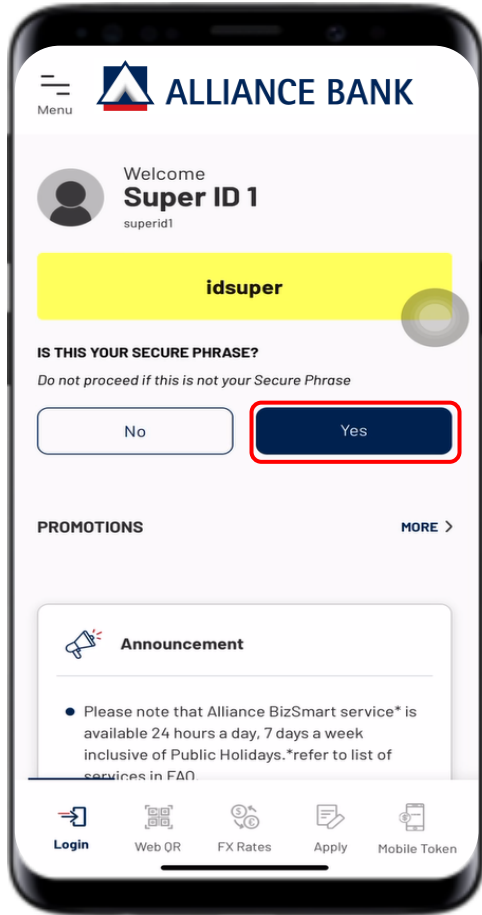 Menu
ALLIANCE BANK
Welcome
Super ID 1
superid1
idsuper
IS THIS YOUR SECURE PHRASE?
Do not proceed if this is not your Secure Phrase
No
Yes
PROMOTIONS
MORE
Announcement
Please note that Alliance BizSmart service* is
available 24 hours a day, 7 days a week
inclusive of Public Holidays.*refer to list of
services in FAQ.
Login
Web QR
FX Rates
Apply
Mobile Token